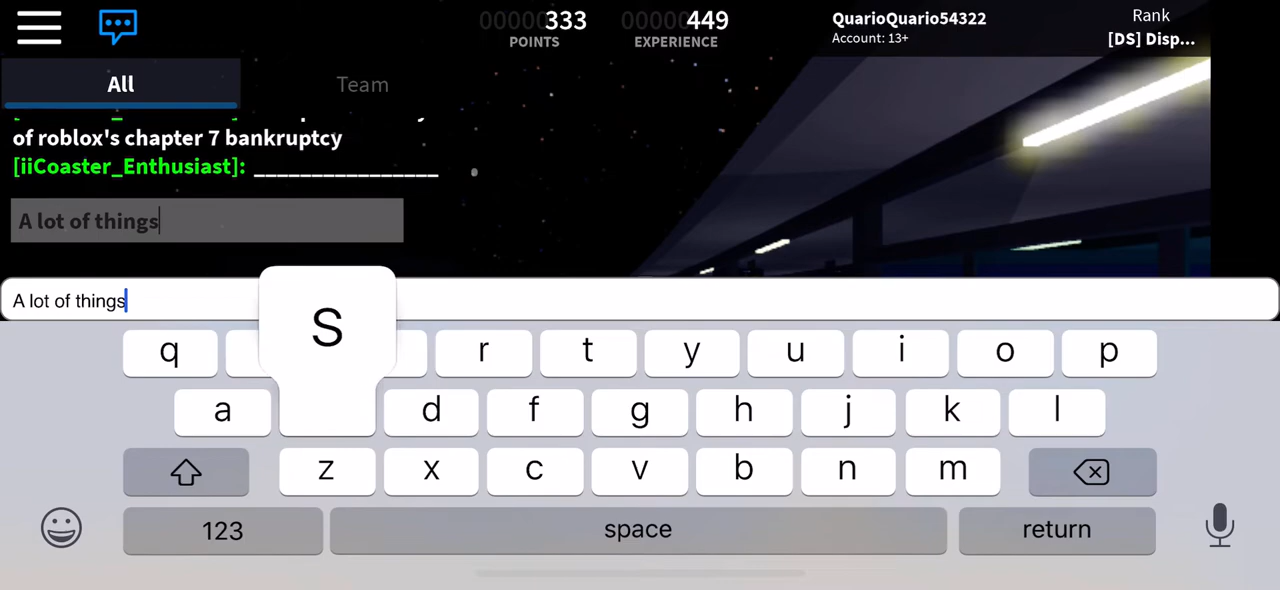 00000333
00000449
QuarioQuario54322
Rank
POINTS
EXPERIENCE
Account: 13+
[DS] Disp...
All
Team
of roblox's chapter 7 bankruptcy
[iiCoaster_Enthusiast]: ________________
A lot of things
A lot of things
S
q r t y u i o p
a d f g h j k l
z x c v b n m
123 space return